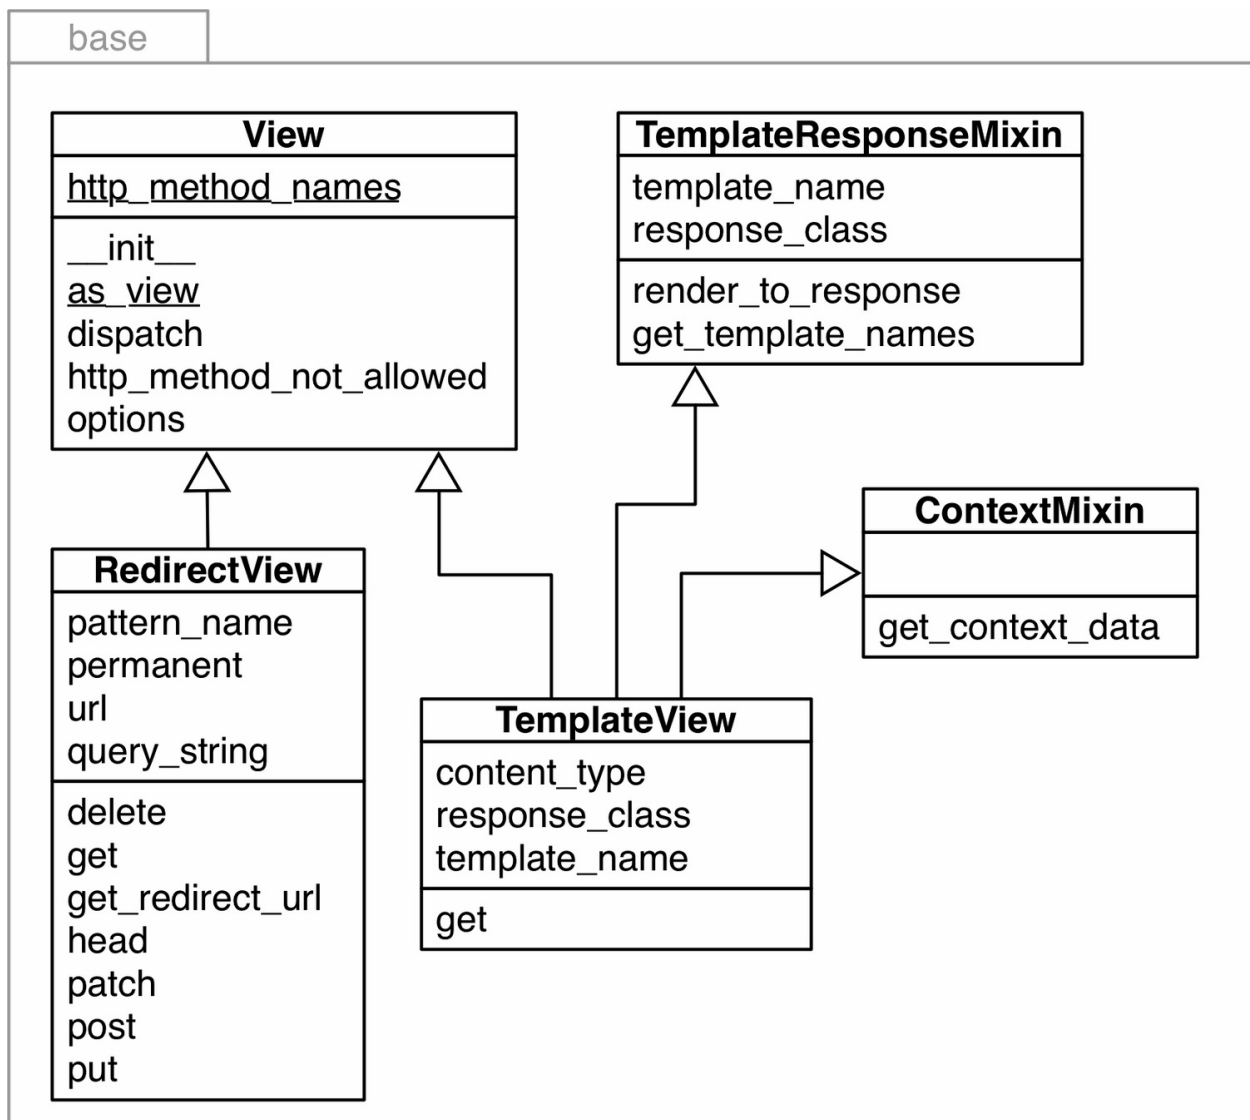 base
View
http_method_names
__init__
as_view
dispatch
http_method_not_allowed
options
TemplateResponseMixin
template_name
response_class
render_to_response
get_template_names
ContextMixin
get_context_data
RedirectView
pattern_name
permanent
url
query_string
delete
get
get_redirect_url
head
patch
post
put
TemplateView
content_type
response_class
template_name
get